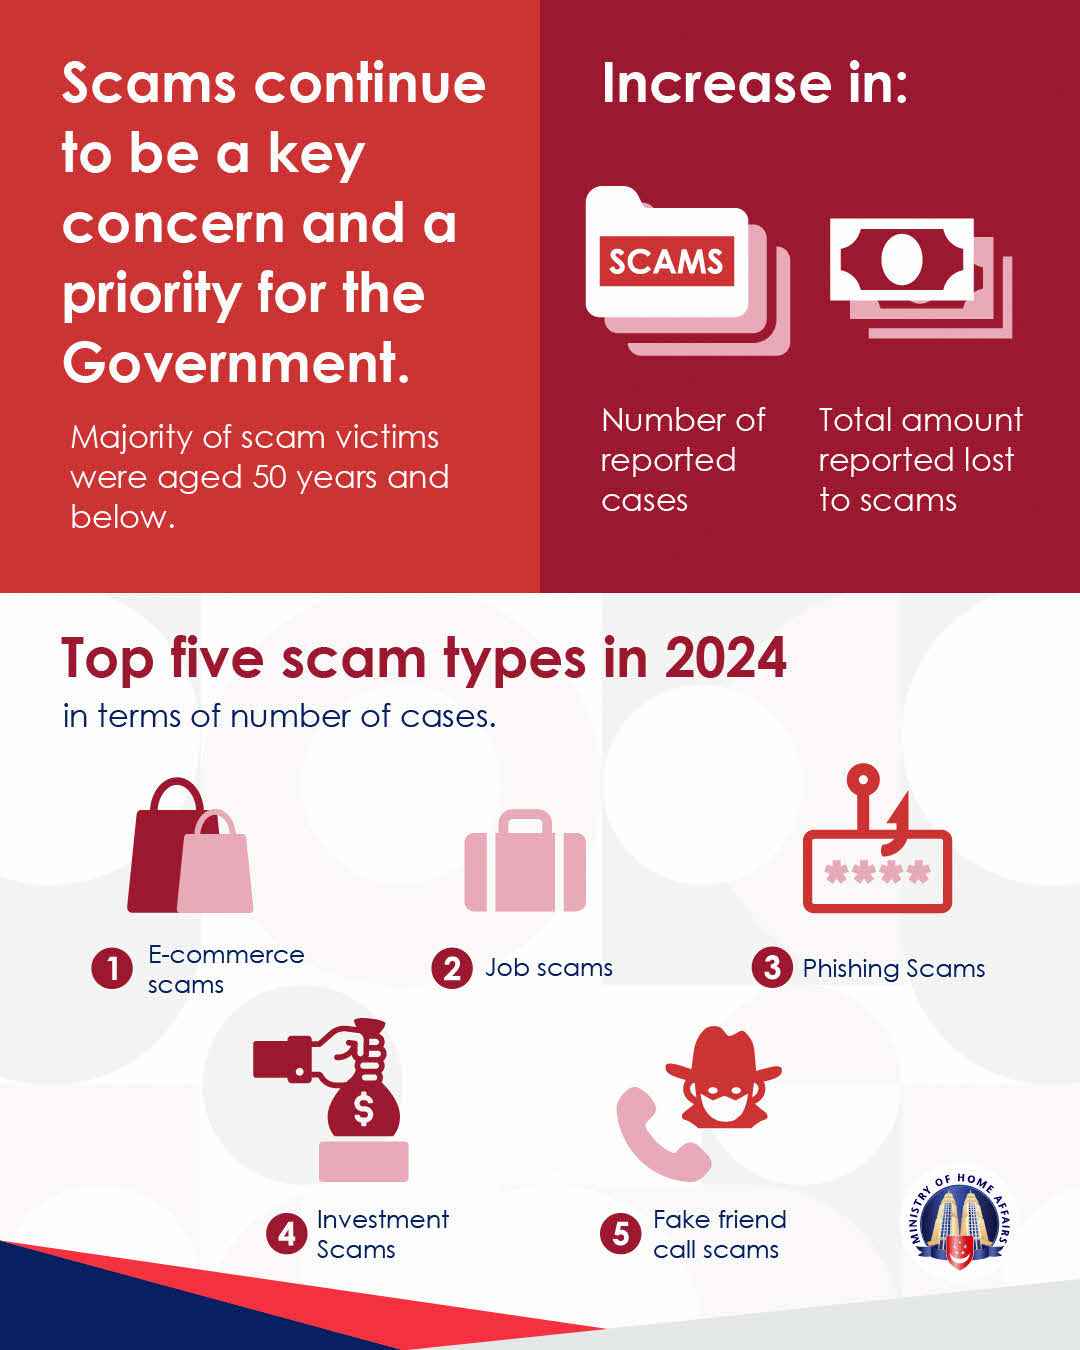 Scams continue
to be a key
concern and a
priority for the
Government.
Majority of scam victims
were aged 50 years and
below.
Increase in:
SCAMS
Number of
reported
cases
Total amount
reported lost
to scams
Top five scam types in 2024
in terms of number of cases.
****
1 E-commerce
scams
2 Job scams
3 Phishing Scams
$
4 Investment
Scams
5 Fake friend
call scams
MINISTRY OF HOME AFFAIRS